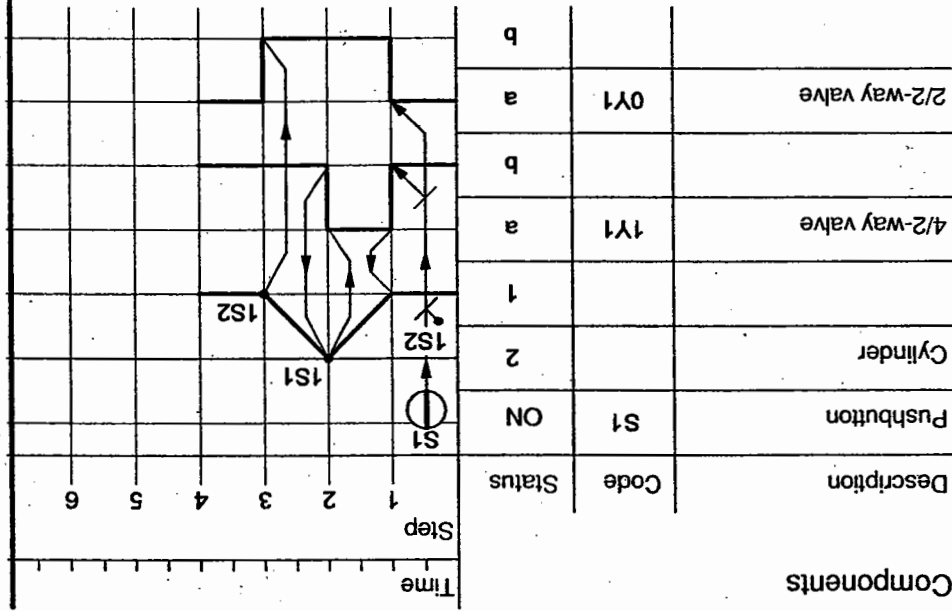 Components
Time
Step
Description Code Status 1 2 3 4 5 6
Pushbutton S1 ON S1
Cylinder 2 1S1
1 1S2 1S2
4/2-way valve 1Y1 a
b
2/2-way valve 0Y1 a
b